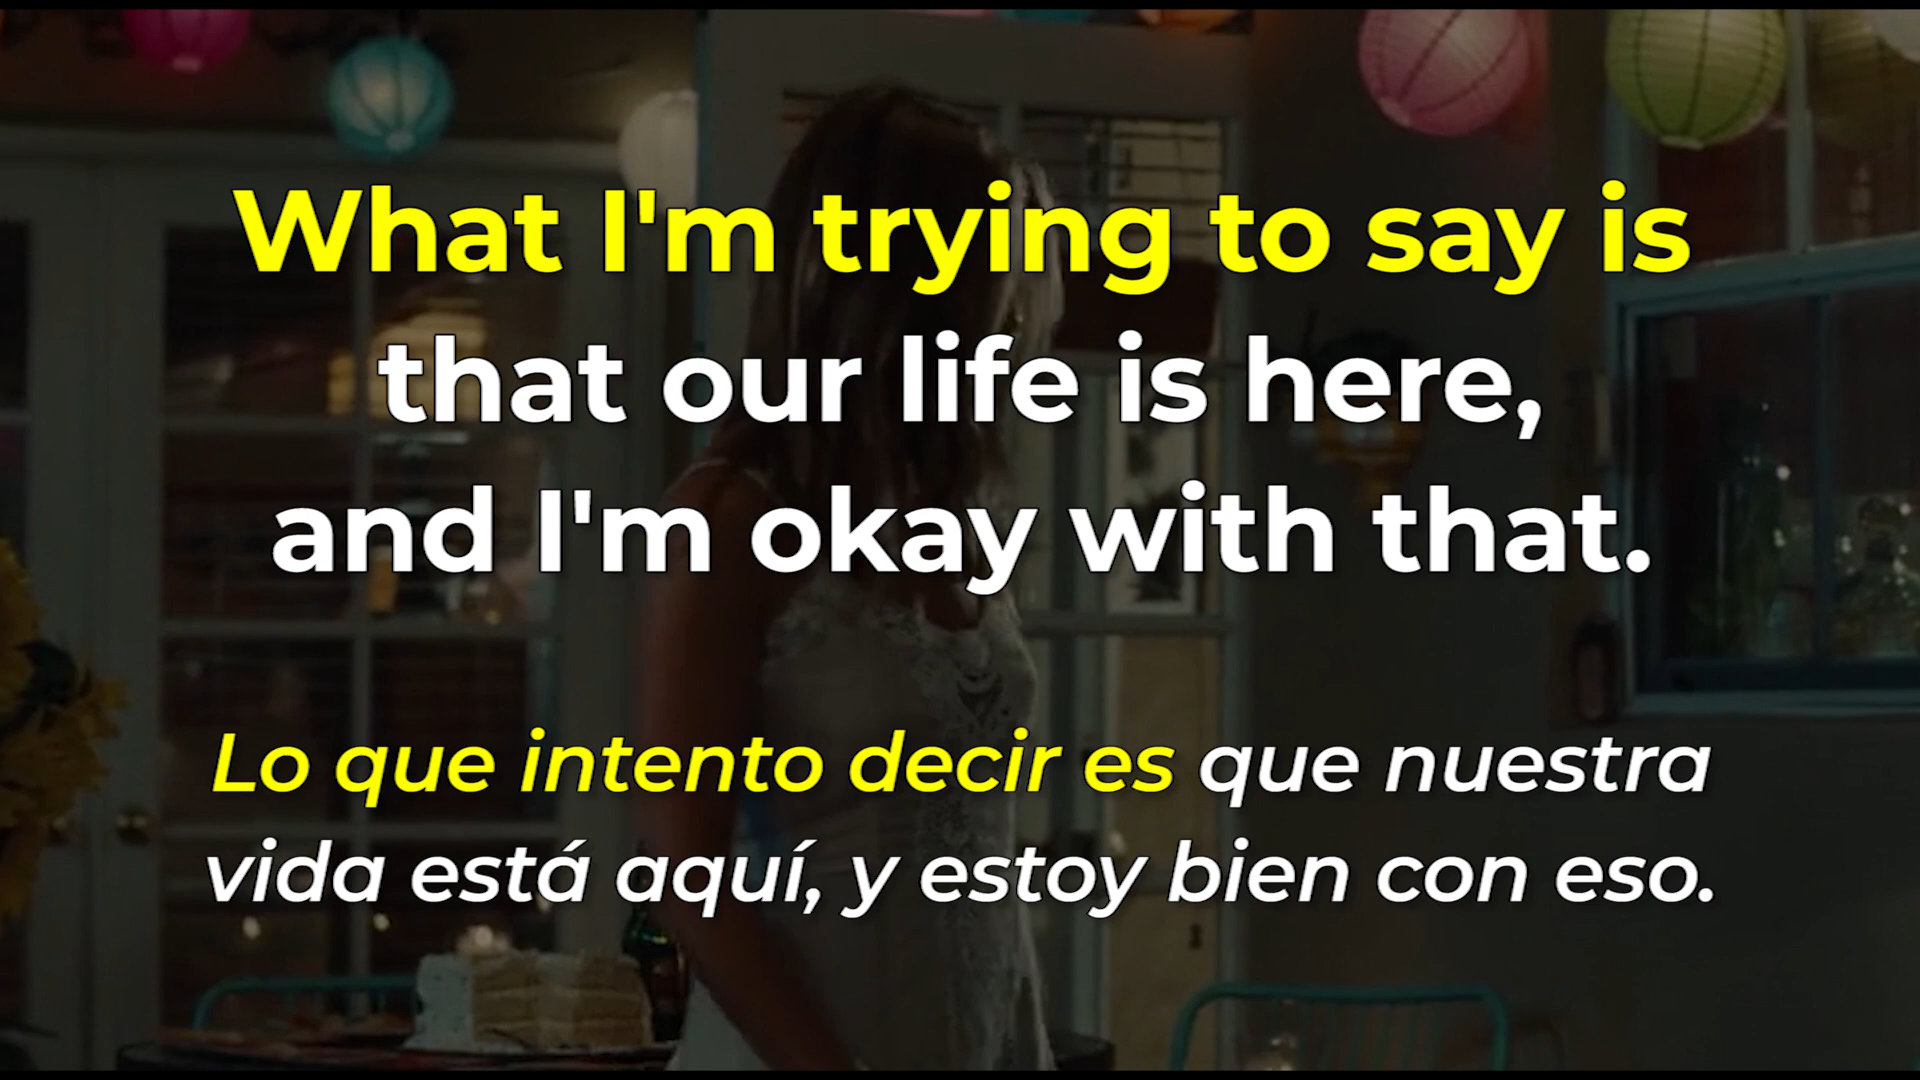 What I'm trying to say is
that our life is here,
and I'm okay with that.
Lo que intento decir es que nuestra
vida está aquí, y estoy bien con eso.